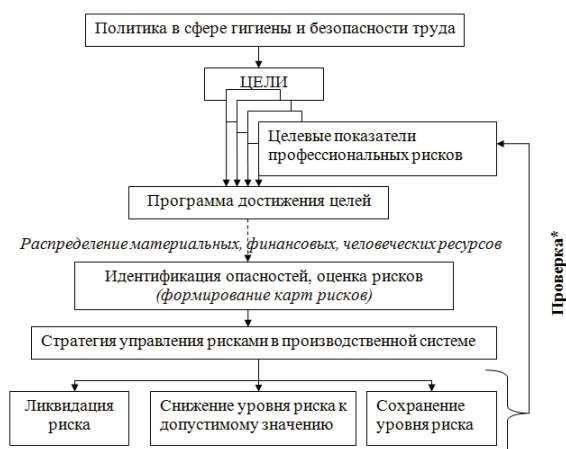 Политика в сфере гигиены и безопасности труда
ЦЕЛИ
Целевые показатели
профессиональных рисков
Программа достижения целей
Распределение материальных, финансовых, человеческих ресурсов
Идентификация опасностей, оценка рисков
(формирование карт рисков)
Проверка*
Стратегия управления рисками в производственной системе
Ликвидация
риска
Снижение уровня риска к
допустимому значению
Сохранение
уровня риска